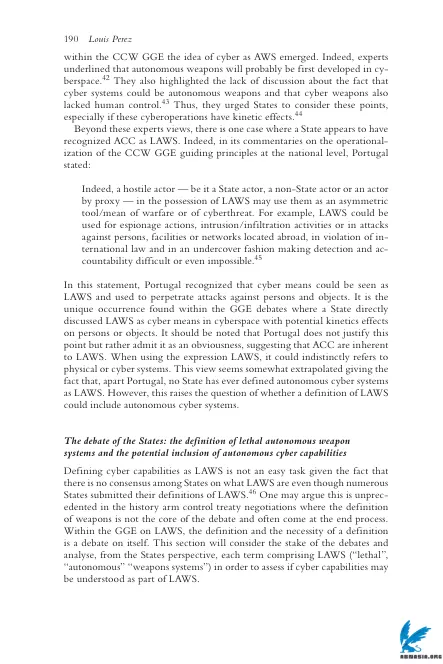 190 Louis Perez
within the CCW GGE the idea of cyber as AWS emerged. Indeed, experts
underlined that autonomous weapons will probably be first developed in cy-
berspace.42 They also highlighted the lack of discussion about the fact that
cyber systems could be autonomous weapons and that cyber weapons also
lacked human control.43 Thus, they urged States to consider these points,
especially if these cyberoperations have kinetic effects.44
Beyond these experts views, there is one case where a State appears to have
recognized ACC as LAWS. Indeed, in its commentaries on the operational-
ization of the CCW GGE guiding principles at the national level, Portugal
stated:
Indeed, a hostile actor — be it a State actor, a non-State actor or an actor
by proxy — in the possession of LAWS may use them as an asymmetric
tool/mean of warfare or of cyberthreat. For example, LAWS could be
used for espionage actions, intrusion/infiltration activities or in attacks
against persons, facilities or networks located abroad, in violation of in-
ternational law and in an undercover fashion making detection and ac-
countability difficult or even impossible.45
In this statement, Portugal recognized that cyber means could be seen as
LAWS and used to perpetrate attacks against persons and objects. It is the
unique occurrence found within the GGE debates where a State directly
discussed LAWS as cyber means in cyberspace with potential kinetics effects
on persons or objects. It should be noted that Portugal does not justify this
point but rather admit it as an obviousness, suggesting that ACC are inherent
to LAWS. When using the expression LAWS, it could indistinctly refers to
physical or cyber systems. This view seems somewhat extrapolated giving the
fact that, apart Portugal, no State has ever defined autonomous cyber systems
as LAWS. However, this raises the question of whether a definition of LAWS
could include autonomous cyber systems.
The debate of the States: the definition of lethal autonomous weapon
systems and the potential inclusion of autonomous cyber capabilities
Defining cyber capabilities as LAWS is not an easy task given the fact that
there is no consensus among States on what LAWS are even though numerous
States submitted their definitions of LAWS.46 One may argue this is unprec-
edented in the history arm control treaty negotiations where the definition
of weapons is not the core of the debate and often come at the end process.
Within the GGE on LAWS, the definition and the necessity of a definition
is a debate on itself. This section will consider the stake of the debates and
analyse, from the States perspective, each term comprising LAWS (“lethal”,
“autonomous” “weapons systems”) in order to assess if cyber capabilities may
be understood as part of LAWS.